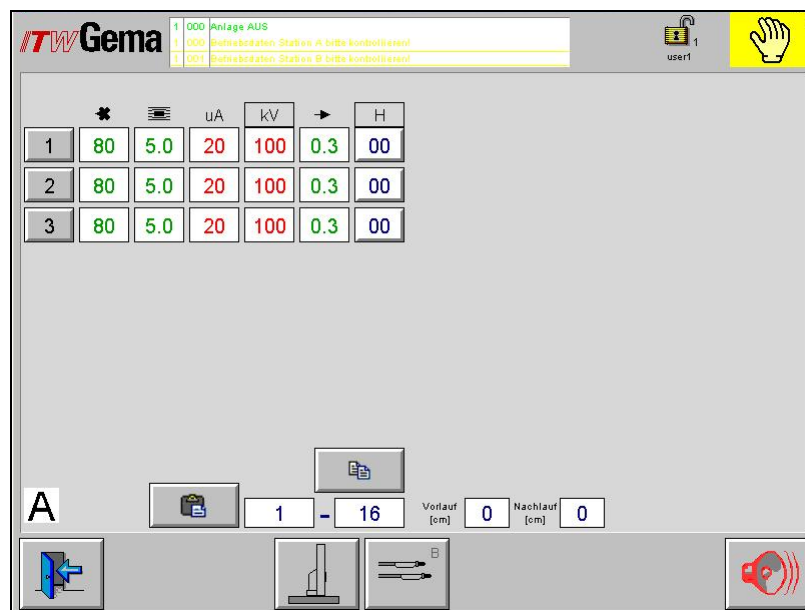 ITWGema
1 000 Anlage AUS
1 000 Betriebsdaten Station A bitte kontrollieren!
1 001 Betriebsdaten Station B bitte kontrollieren!
1
user1
uA kV H
1 80 5.0 20 100 0.3 00
2 80 5.0 20 100 0.3 00
3 80 5.0 20 100 0.3 00
A
1 - 16 Vorlauf [cm] 0 Nachlauf [cm] 0
B